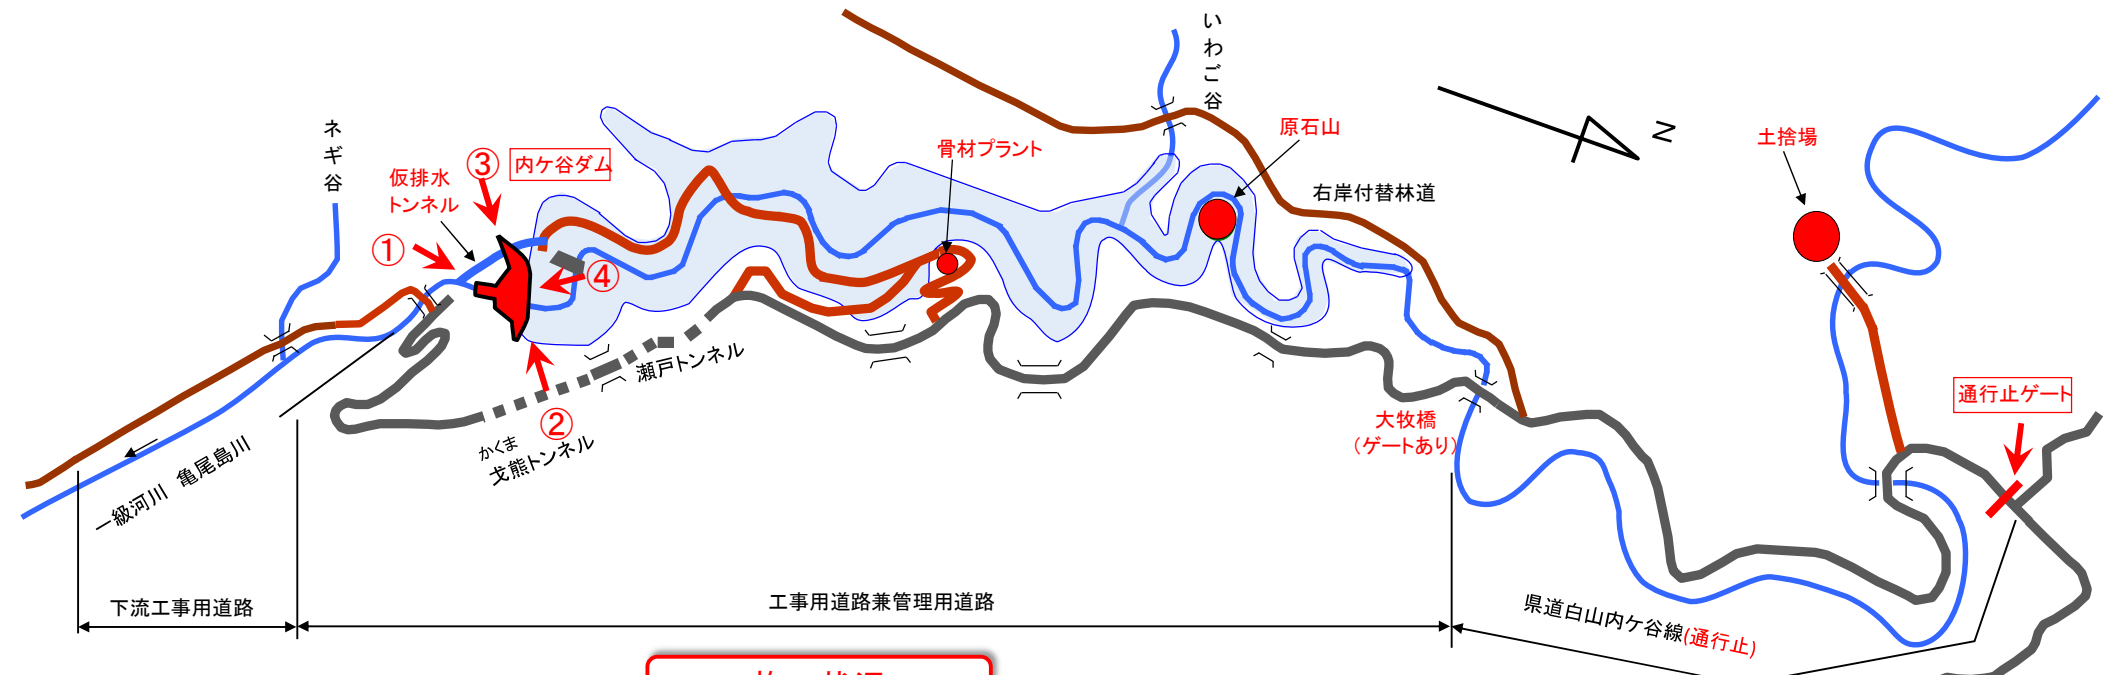 いわご谷
ネギ谷
③
内ケ谷ダム
仮排水
トンネル
①
④
骨材プラント
原石山
右岸付替林道
N
土捨場
通行止ゲート
瀬戸トンネル
②
かくま
戈熊トンネル
大牧橋
(ゲートあり)
一級河川 亀尾島川
下流工事用道路
工事用道路兼管理用道路
県道白山内ケ谷線(通行止)